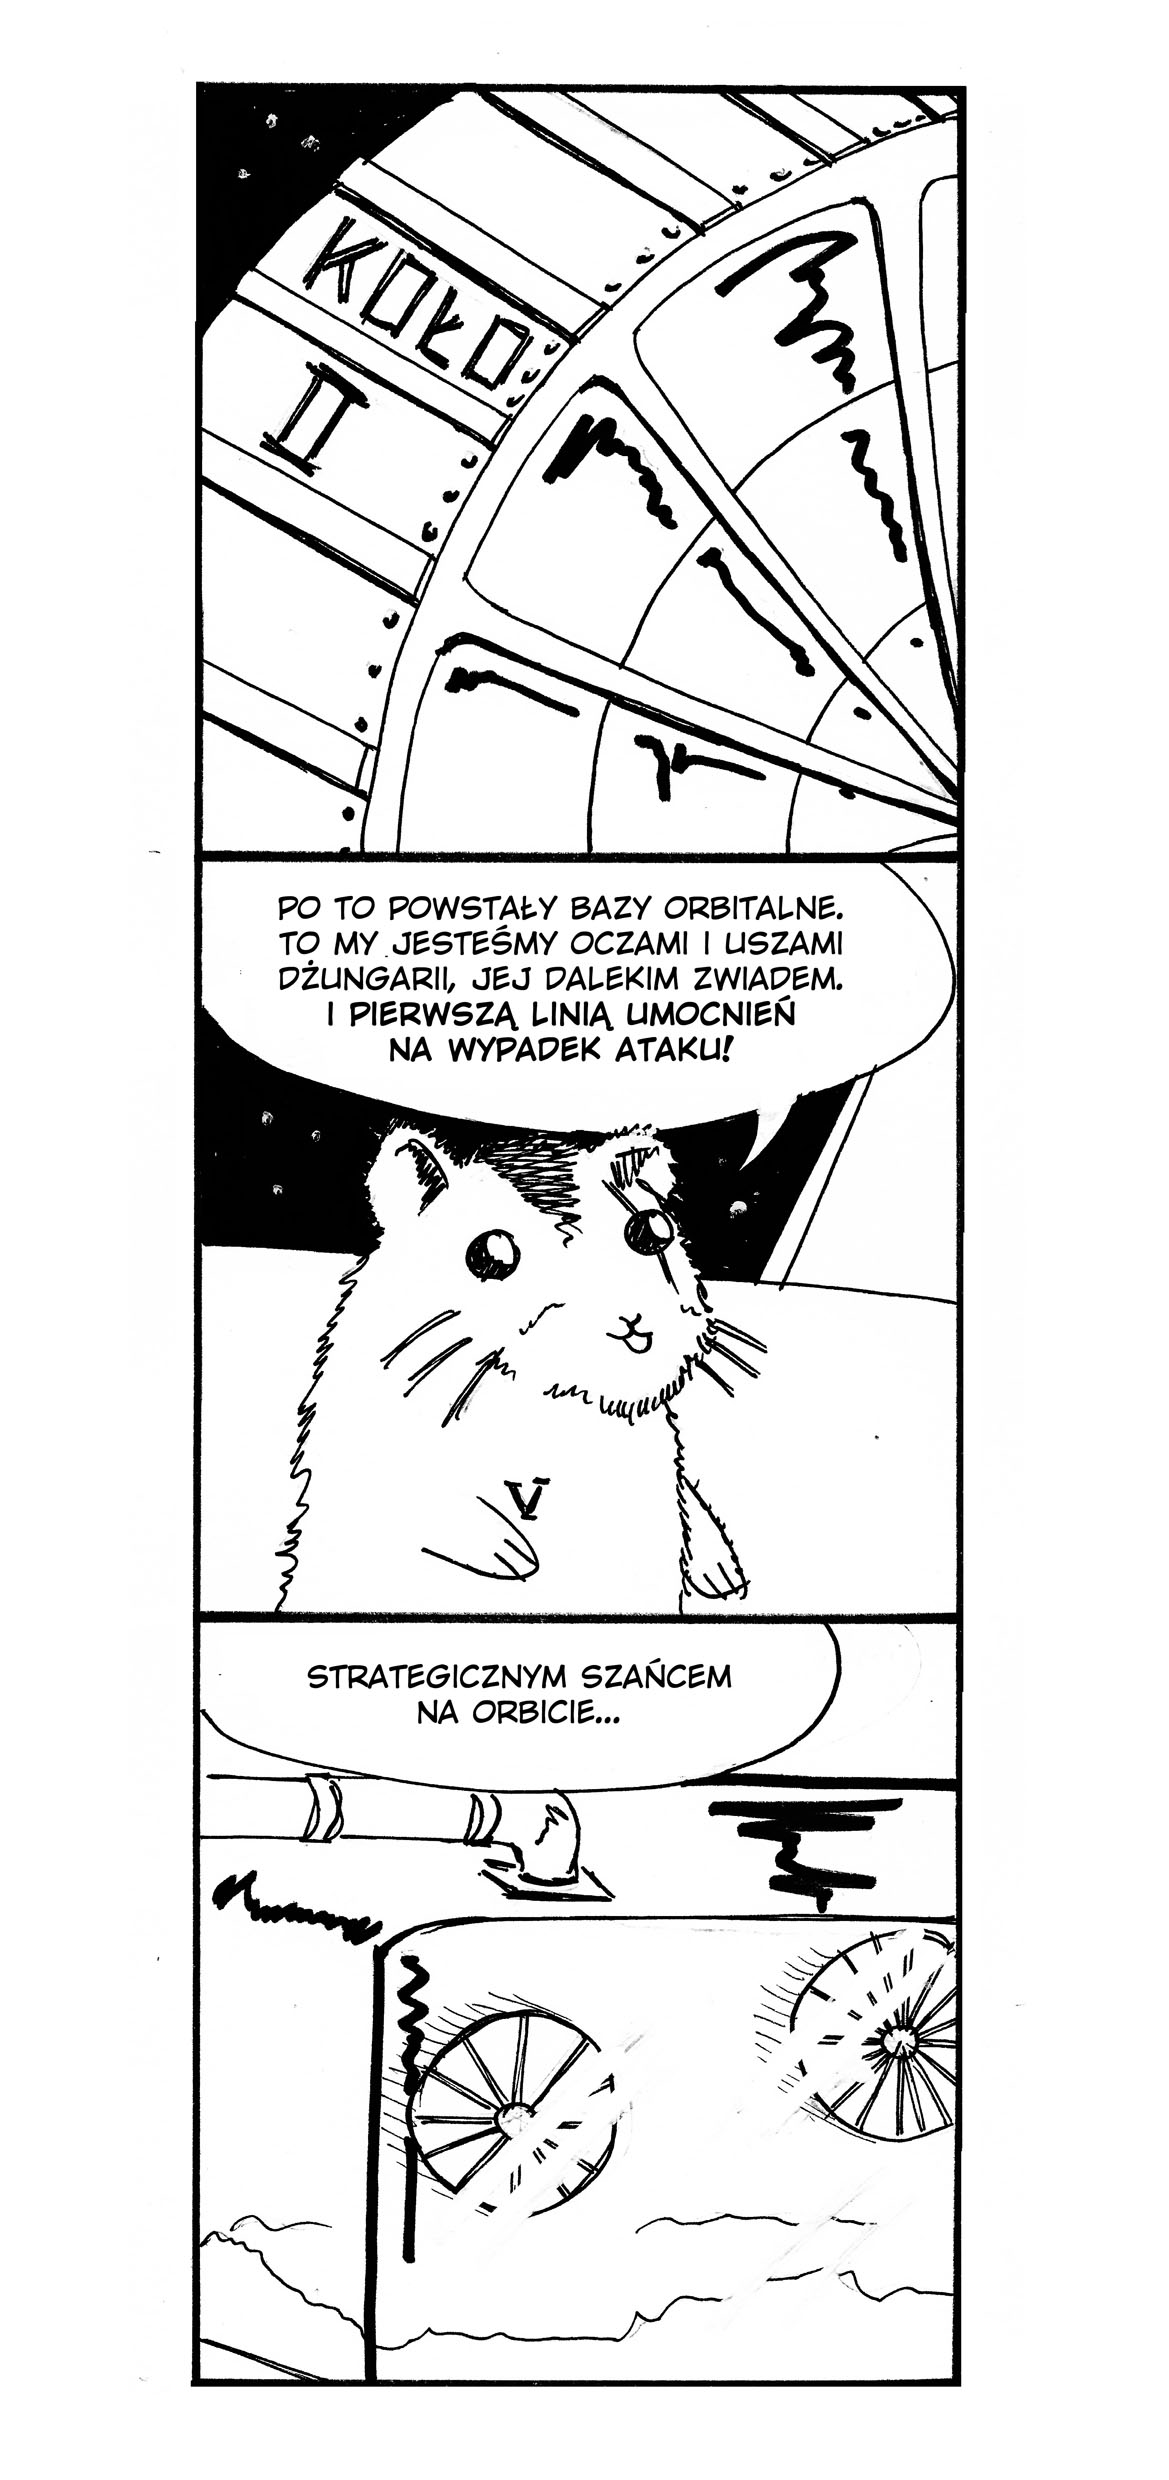 KOŁO
II
PO TO POWSTAŁY BAZY ORBITALNE.
TO MY JESTEŚMY OCZAMI I USZAMI
DŻUNGARII, JEJ DALEKIM ZWIADEM.
I PIERWSZĄ LINIĄ UMOCNIEŃ
NA WYPADEK ATAKU!
STRATEGICZNYM SZAŃCEM
NA ORBICIE...